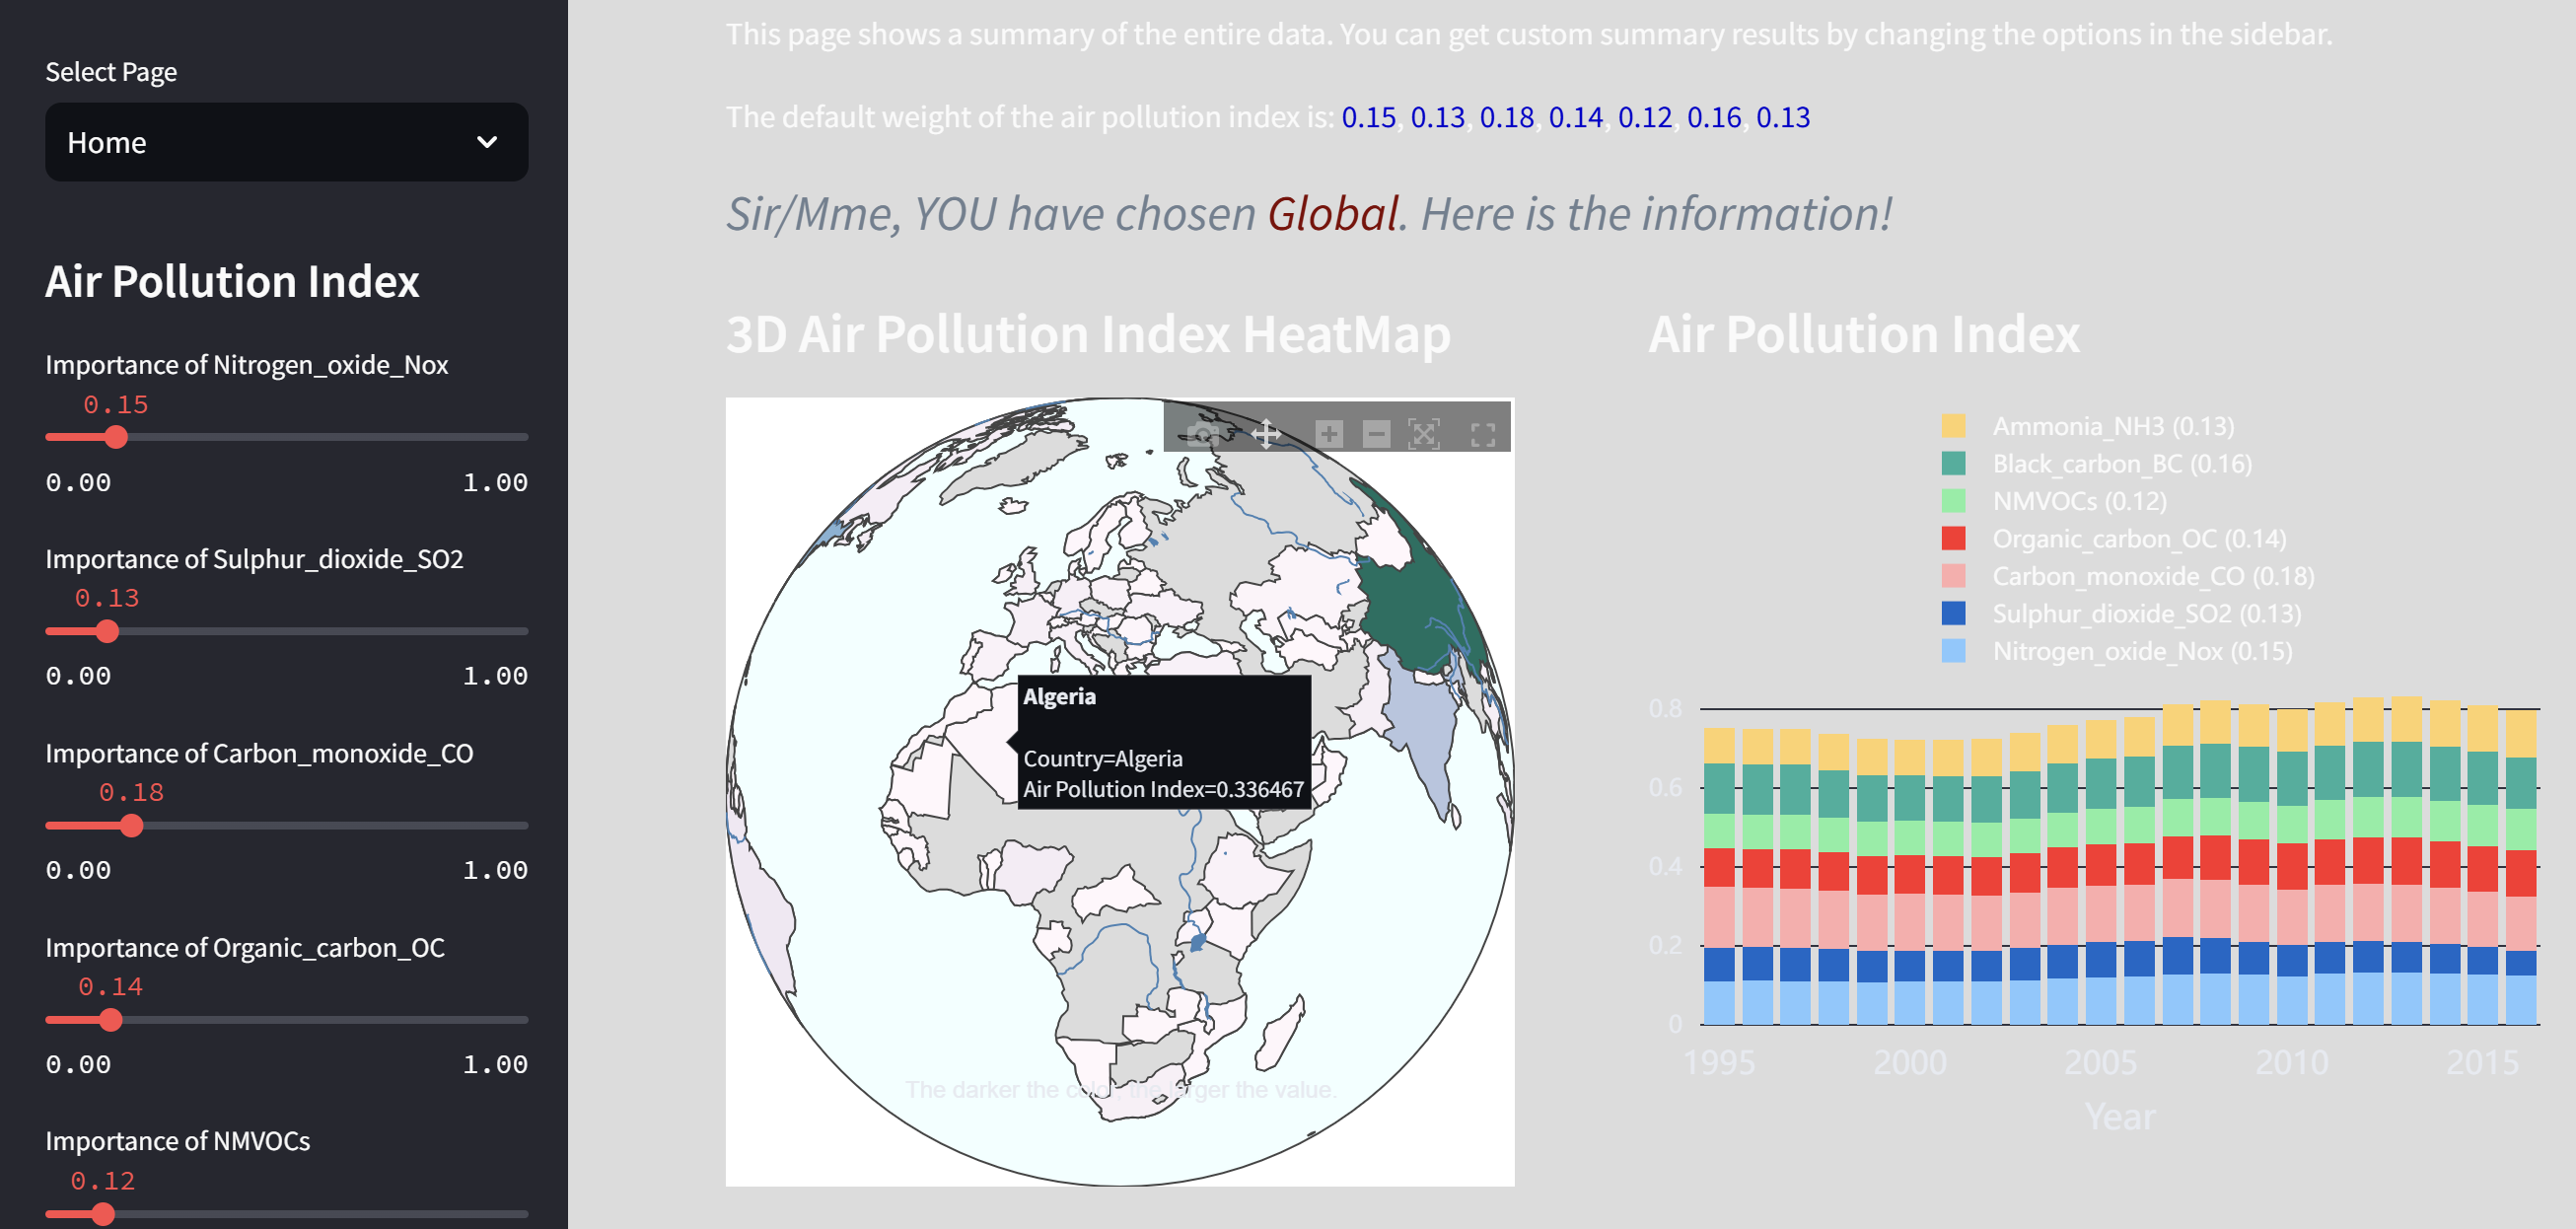 Select Page
Home
Air Pollution Index
Importance of Nitrogen_oxide_Nox
0.15
0.00 1.00
Importance of Sulphur_dioxide_SO2
0.13
0.00 1.00
Importance of Carbon_monoxide_CO
0.18
0.00 1.00
Importance of Organic_carbon_OC
0.14
0.00 1.00
Importance of NMVOCs
0.12
This page shows a summary of the entire data. You can get custom summary results by changing the options in the sidebar.
The default weight of the air pollution index is: 0.15, 0.13, 0.18, 0.14, 0.12, 0.16, 0.13
Sir/Mme, YOU have chosen Global. Here is the information!
3D Air Pollution Index HeatMap
Algeria
Country=Algeria
Air Pollution Index=0.336467
The darker the color, the larger the value.
Air Pollution Index
Ammonia_NH3 (0.13)
Black_carbon_BC (0.16)
NMVOCs (0.12)
Organic_carbon_OC (0.14)
Carbon_monoxide_CO (0.18)
Sulphur_dioxide_SO2 (0.13)
Nitrogen_oxide_Nox (0.15)
0.8
0.6
0.4
0.2
0
1995 2000 2005 2010 2015
Year